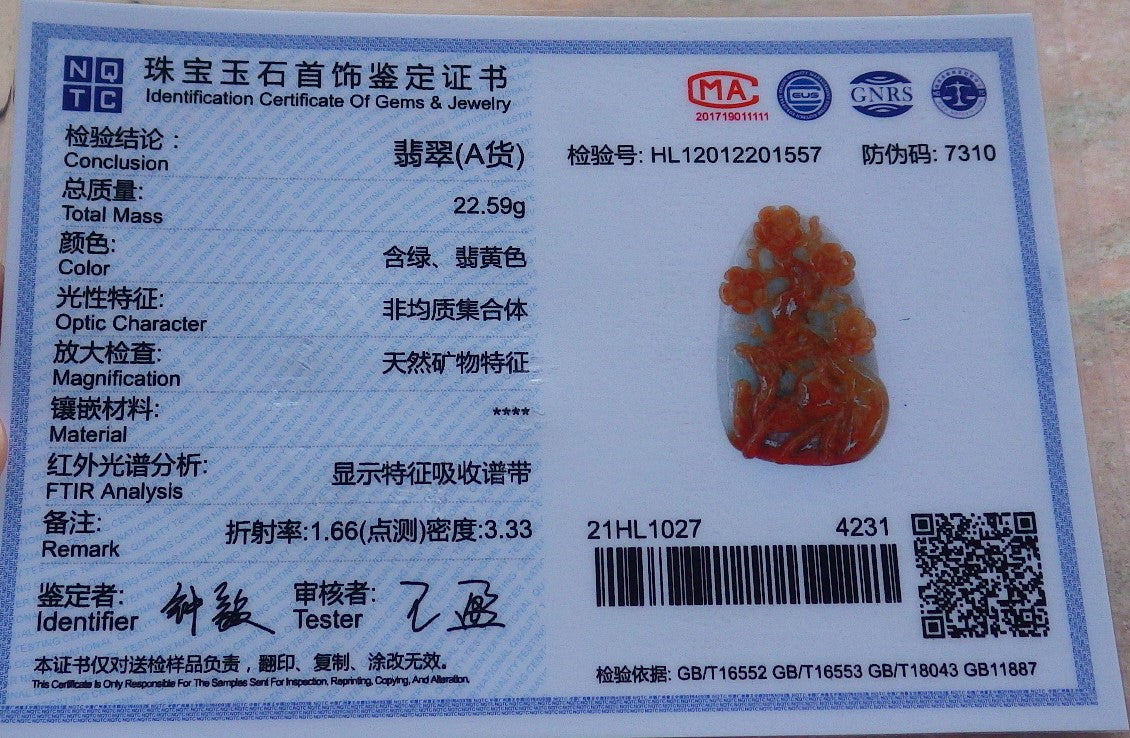 NQ
TC
珠宝玉石首饰鉴定证书
Identification Certificate Of Gems & Jewelry
检验结论：
Conclusion
翡翠(A货)
总质量:
Total Mass
22.59g
颜色:
Color
含绿、翡黄色
光性特征:
Optic Character
非均质集合体
放大检查:
Magnification
天然矿物特征
镶嵌材料:
Material
****
红外光谱分析:
FTIR Analysis
显示特征吸收谱带
备注:
Remark
折射率:1.66(点测)密度:3.33
鉴定者:
Identifier
审核者:
Tester
本证书仅对送检样品负责，翻印、复制、涂改无效。
This Certificate Is Only Responsible For The Samples Sent For Inspection, Reprinting, Copying, And Alteration.
MA
201719011111
GNRS
检验号: HL12012201557
防伪码: 7310
21HL1027
4231
检验依据: GB/T16552 GB/T16553 GB/T18043 GB11887